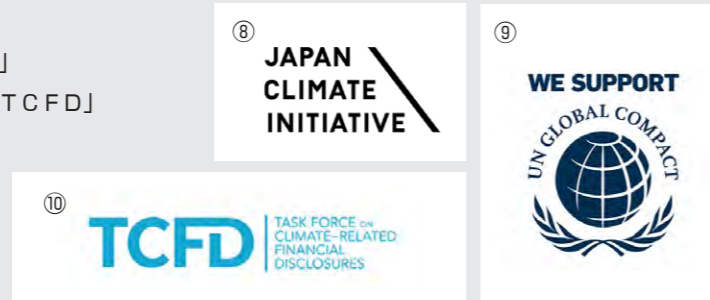 」
TCFD」
⑧
JAPAN
CLIMATE
INITIATIVE
⑨
WE SUPPORT
UN GLOBAL COMPACT
⑩
TCFD
TASK FORCE ON
CLIMATE-RELATED
FINANCIAL
DISCLOSURES